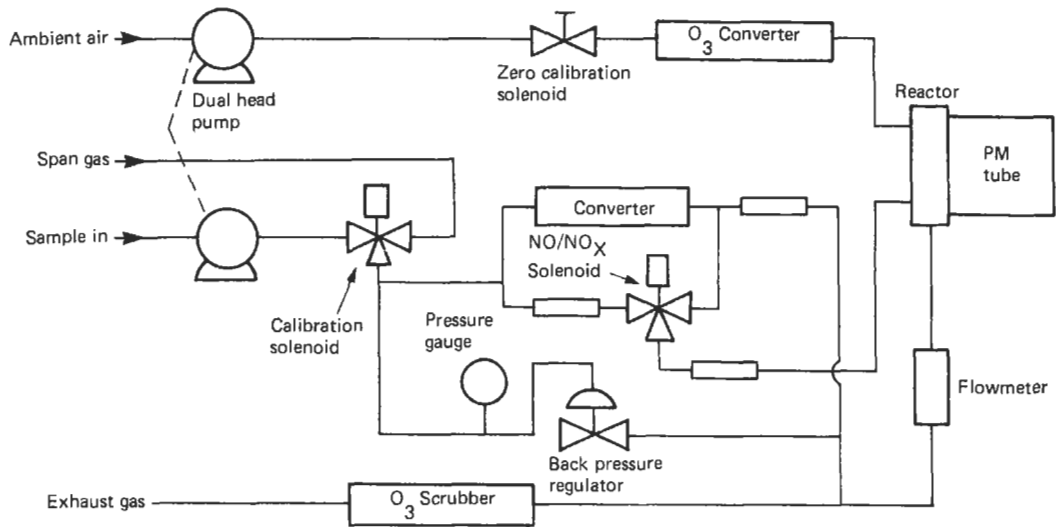 Ambient air
Dual head
pump
Zero calibration
solenoid
O3 Converter
Reactor
PM
tube
Span gas
Sample in
Calibration
solenoid
Converter
NO/NOX
Solenoid
Pressure
gauge
Back pressure
regulator
Flowmeter
Exhaust gas
O3 Scrubber